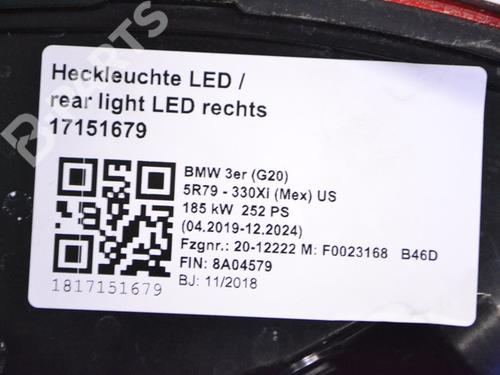 B-PARTS
Heckleuchte LED /
rear light LED rechts
17151679
BMW 3er (G20)
5R79 - 330Xi (Mex) US
185 kW 252 PS
(04.2019-12.2024)
Fzgnr.: 20-12222 M: F0023168 B46D
FIN: 8A04579
BJ: 11/2018
1817151679